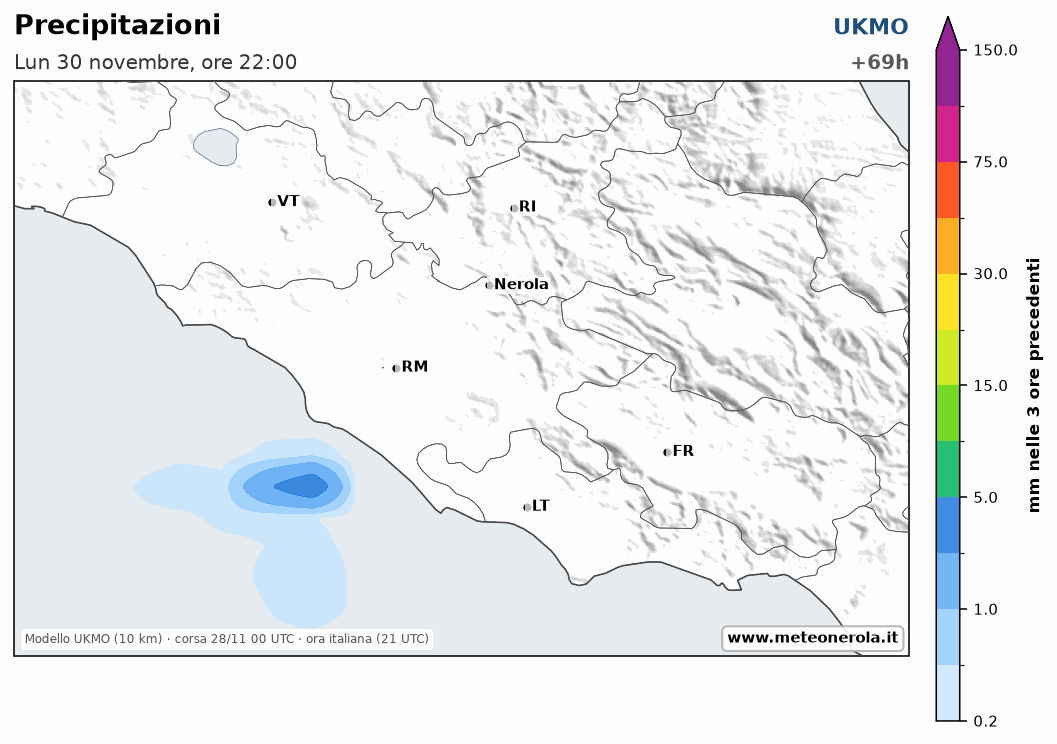 Precipitazioni
UKMO
Lun 30 novembre, ore 22:00
+69h
VT
RI
Nerola
RM
FR
LT
Modello UKMO (10 km) · corsa 28/11 00 UTC · ora italiana (21 UTC)
www.meteonerola.it
150.0
75.0
30.0
15.0
5.0
1.0
0.2
mm nelle 3 ore precedenti